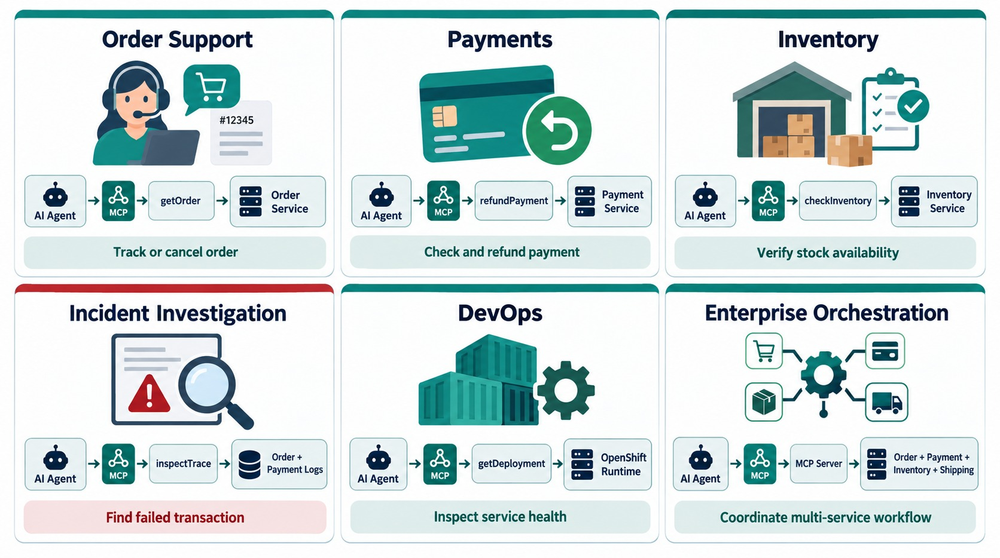 Order Support
#12345
AI Agent
MCP
getOrder
Order
Service
Track or cancel order
Payments
AI Agent
MCP
refundPayment
Payment
Service
Check and refund payment
Inventory
AI Agent
MCP
checkInventory
Inventory
Service
Verify stock availability
Incident Investigation
AI Agent
MCP
inspectTrace
Order +
Payment Logs
Find failed transaction
DevOps
AI Agent
MCP
getDeployment
OpenShift
Runtime
Inspect service health
Enterprise Orchestration
AI Agent
MCP
MCP Server
Order + Payment +
Inventory + Shipping
Coordinate multi-service workflow